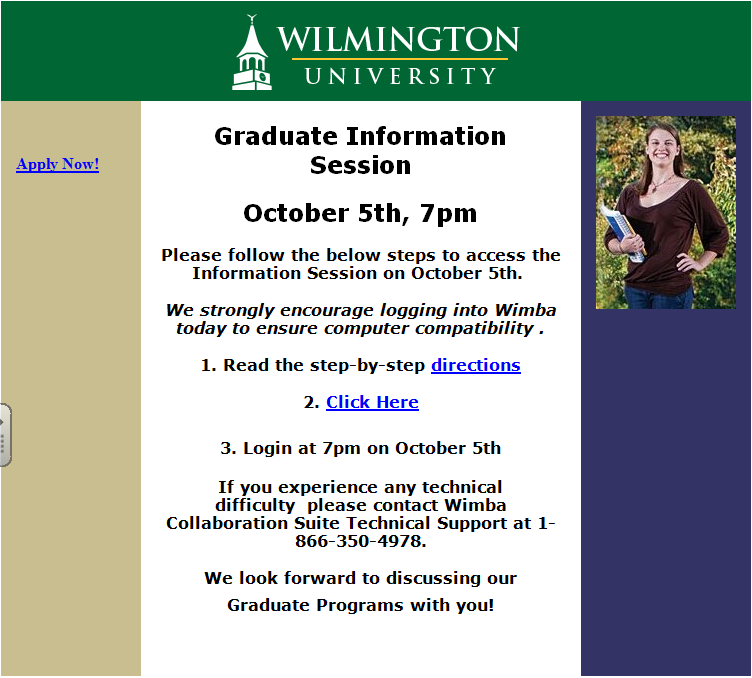 WILMINGTON
UNIVERSITY
Apply Now!
Graduate Information
Session
October 5th, 7pm
Please follow the below steps to access the
Information Session on October 5th.
We strongly encourage logging into Wimba
today to ensure computer compatibility .
1. Read the step-by-step directions
2. Click Here
3. Login at 7pm on October 5th
If you experience any technical
difficulty  please contact Wimba
Collaboration Suite Technical Support at 1-
866-350-4978.
We look forward to discussing our
Graduate Programs with you!